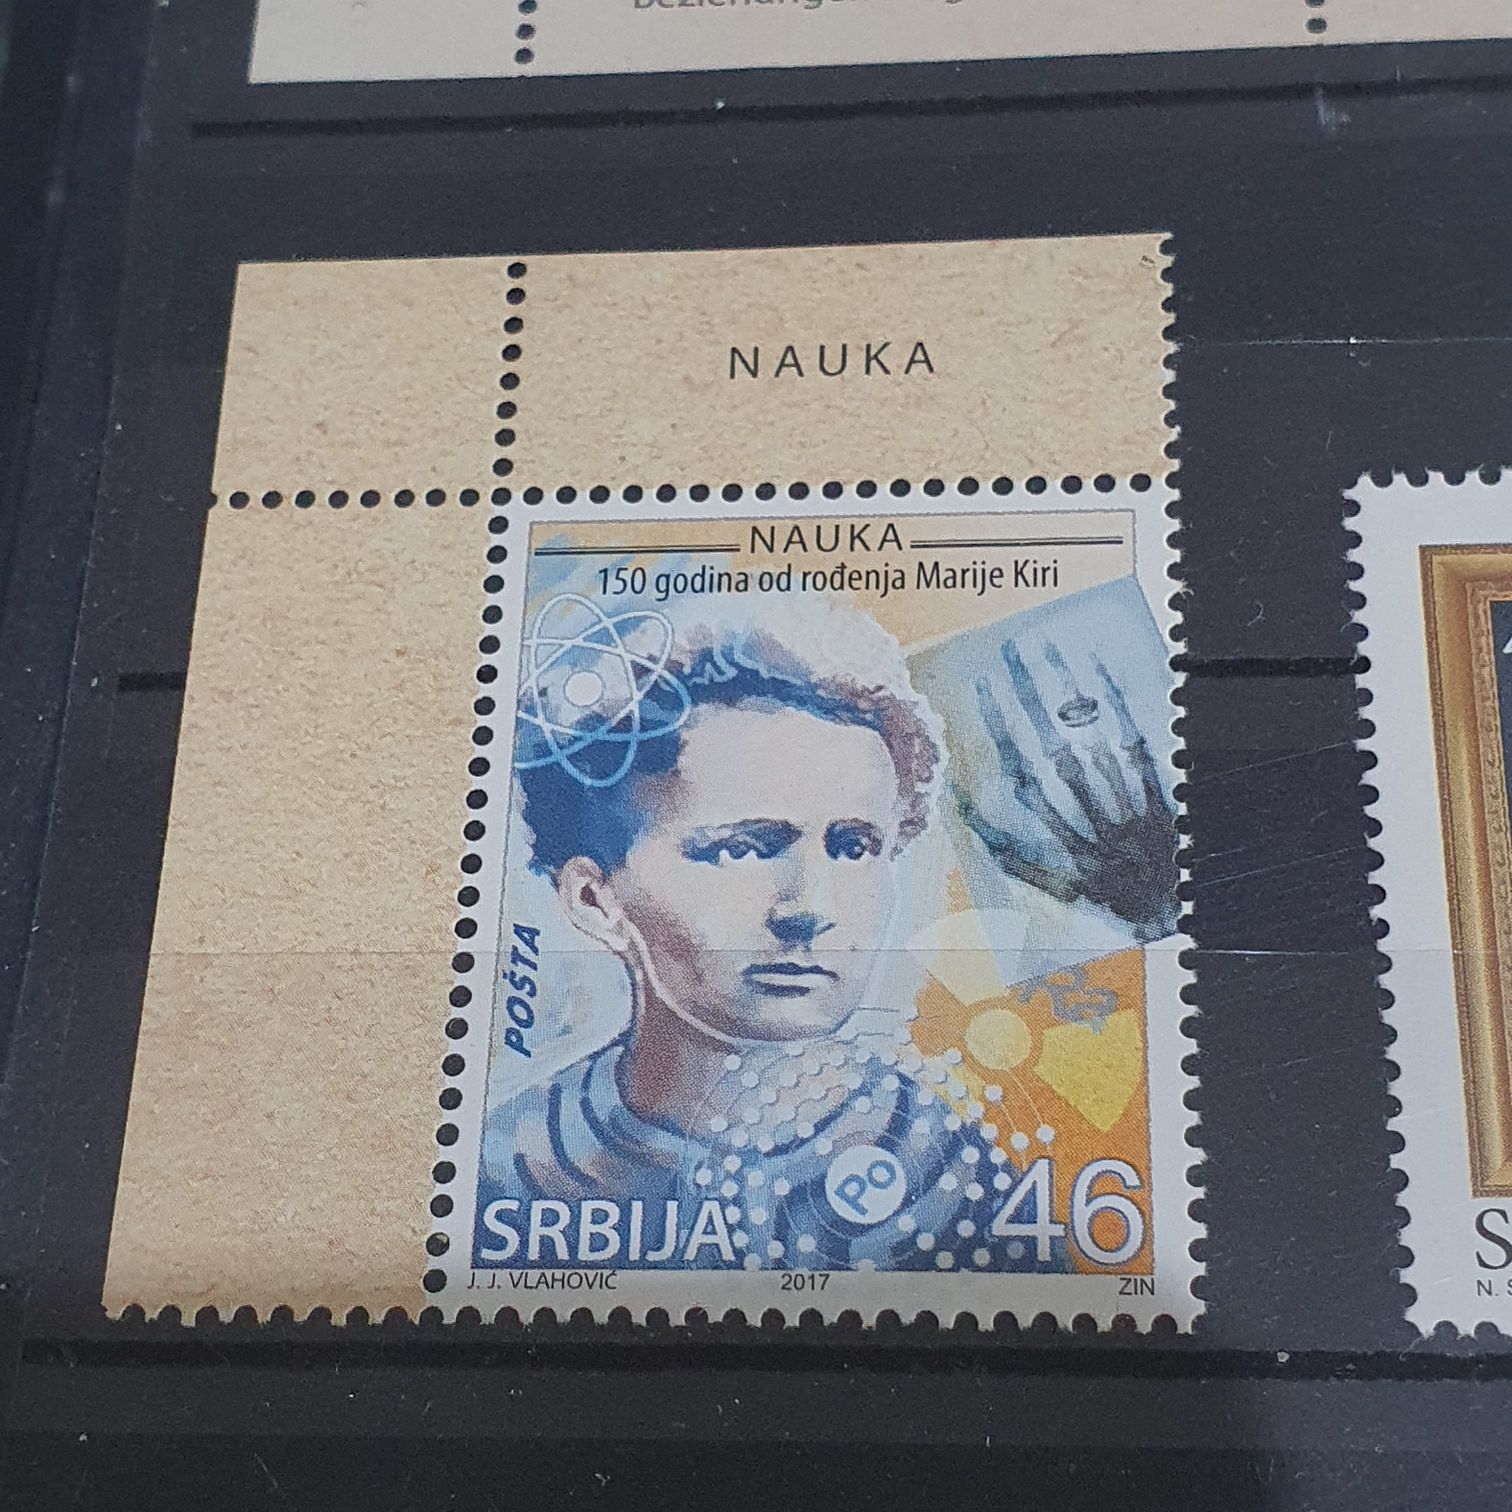 NAUKA
NAUKA
150 godina od rođenja Marije Kiri
POŠTA
Po
SRBIJA
46
J. J. VLAHOVIĆ
2017
ZIN
S
N.